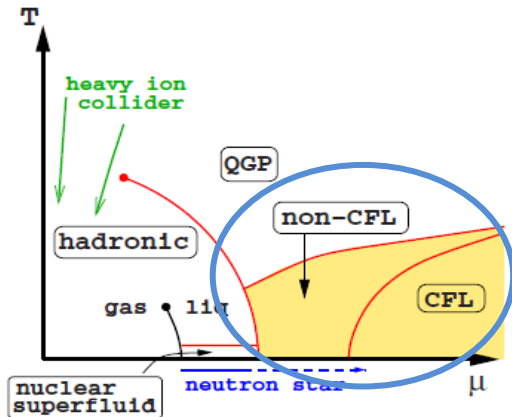 T
heavy ion
collider
QGP
non-CFL
hadronic
gas liq
CFL
nuclear
superfluid
neutron star
μ